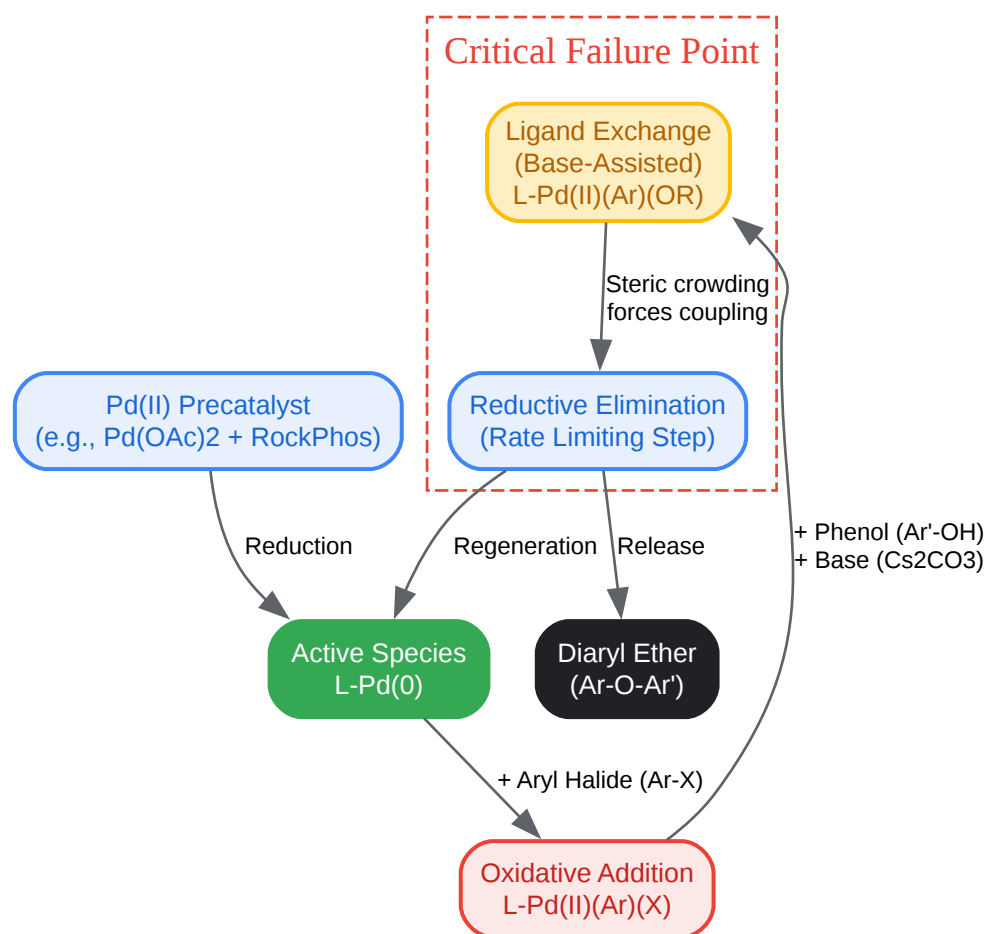 Critical Failure Point
Ligand Exchange
(Base-Assisted)
L-Pd(II)(Ar)(OR)
Steric crowding
forces coupling
Pd(II) Precatalyst
(e.g., Pd(OAc)2 + RockPhos)
Reductive Elimination
(Rate Limiting Step)
+ Phenol (Ar'-OH)
+ Base (Cs2CO3)
Reduction
Regeneration
Release
Active Species
L-Pd(0)
Diaryl Ether
(Ar-O-Ar')
+ Aryl Halide (Ar-X)
Oxidative Addition
L-Pd(II)(Ar)(X)